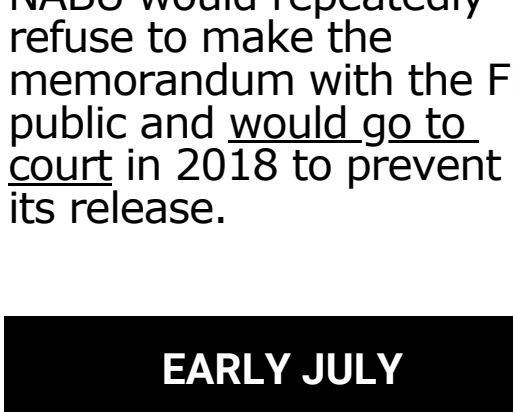 NABU would repeatedly
refuse to make the
memorandum with the F
public and would go to
court in 2018 to prevent
its release.
EARLY JULY